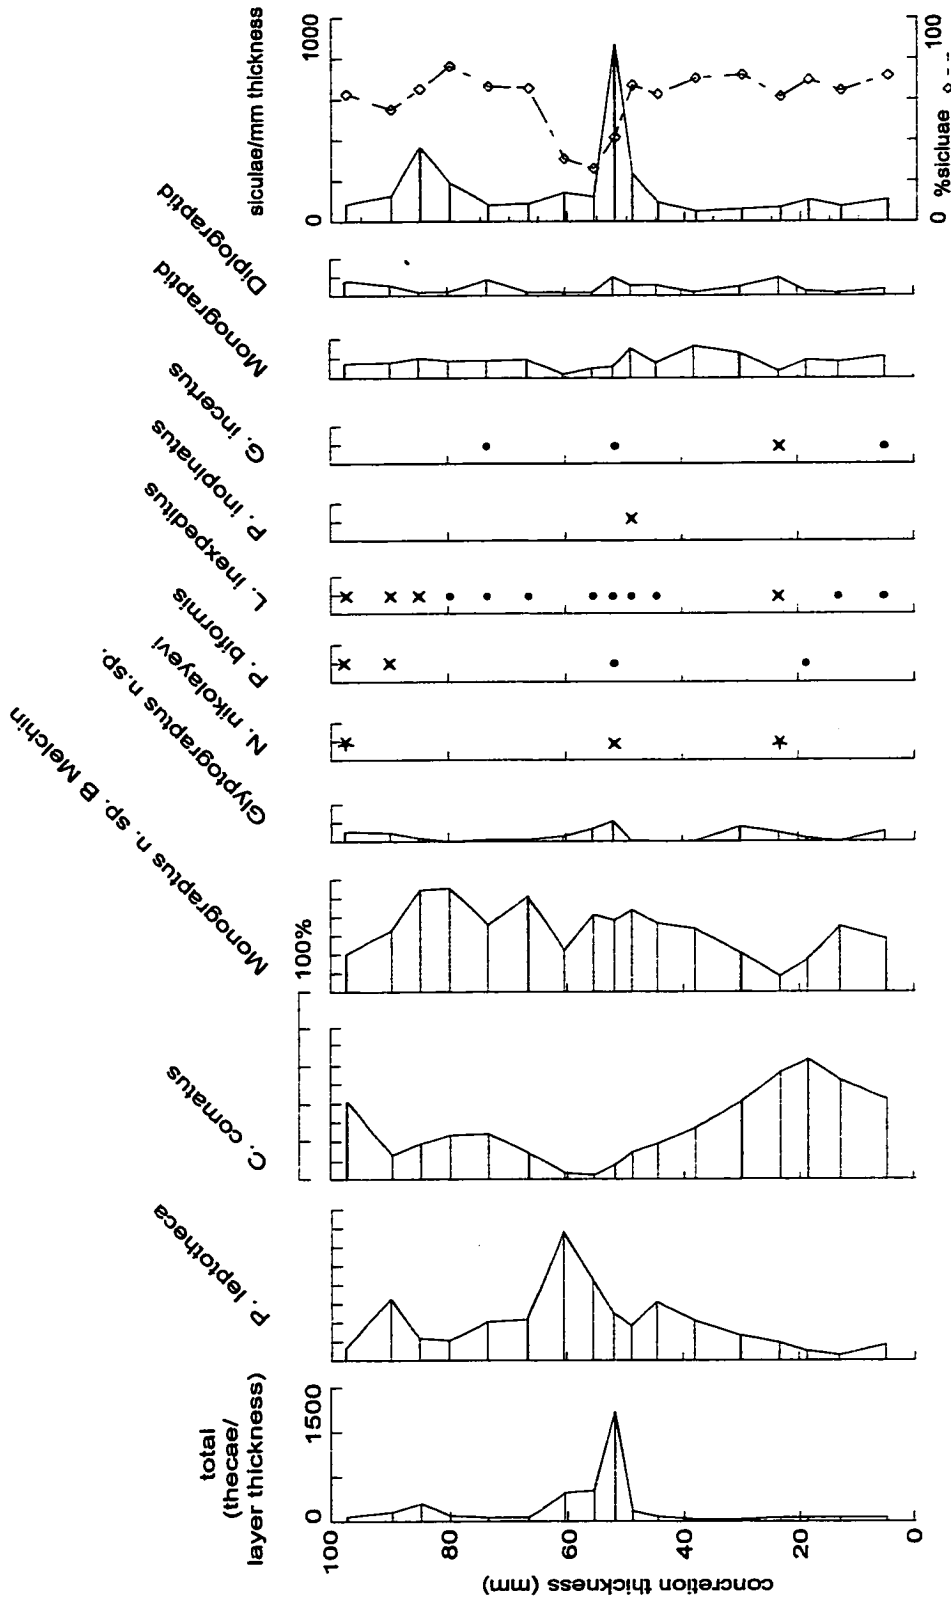 total
(thecae/
layer thickness)
P. leptotheca
C. comatus
Monograptus n. sp. B Melchin
Glyptograptus n.sp.
N. nikolayevi
P. biformis
L. inexpeditus
P. inopinatus
G. incertus
Monograptid
Diplograptid
siculae/mm thickness
0 1500
100%
0 1000
0 100
%sicluae
concretion thickness (mm)
100
80
60
40
20
0